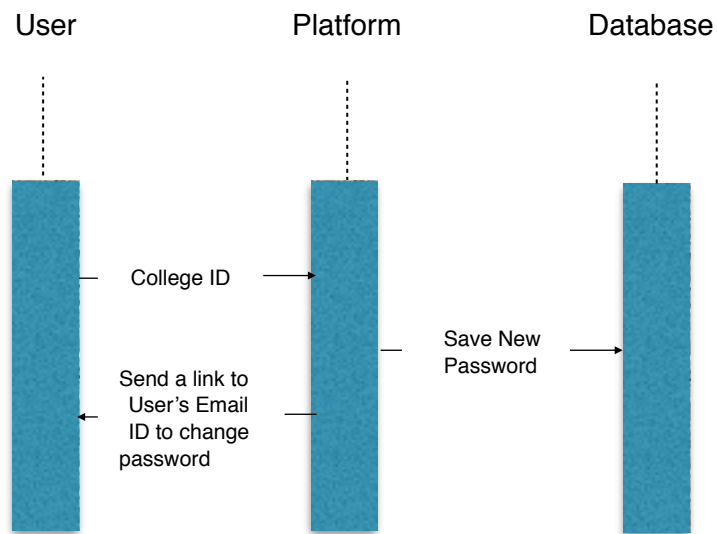 User
Platform
Database
College ID
Save New
Password
Send a link to
User's Email
ID to change
password